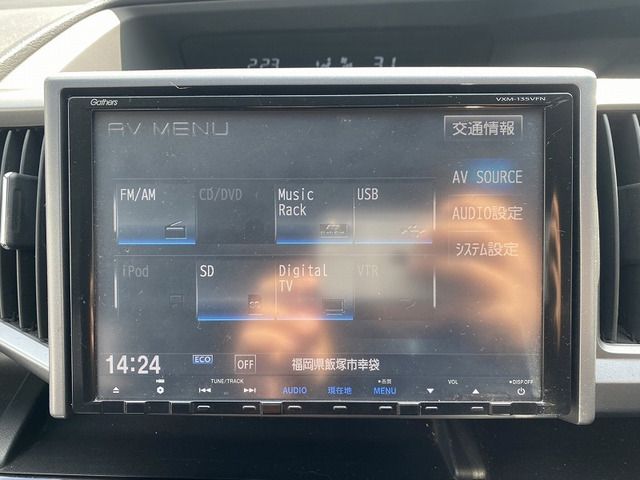 Gathers
VXM-135VFN
AV MENU
交通情報
FM/AM
CD/DVD
Music Rack
USB
AV SOURCE
AUDIO設定
システム設定
iPod
SD
Digital TV
VTR
14:24
ECO
OFF
福岡県飯塚市幸袋
TUNE/TRACK
AUDIO
現在地
画面
MENU
VOL
DISP.OFF